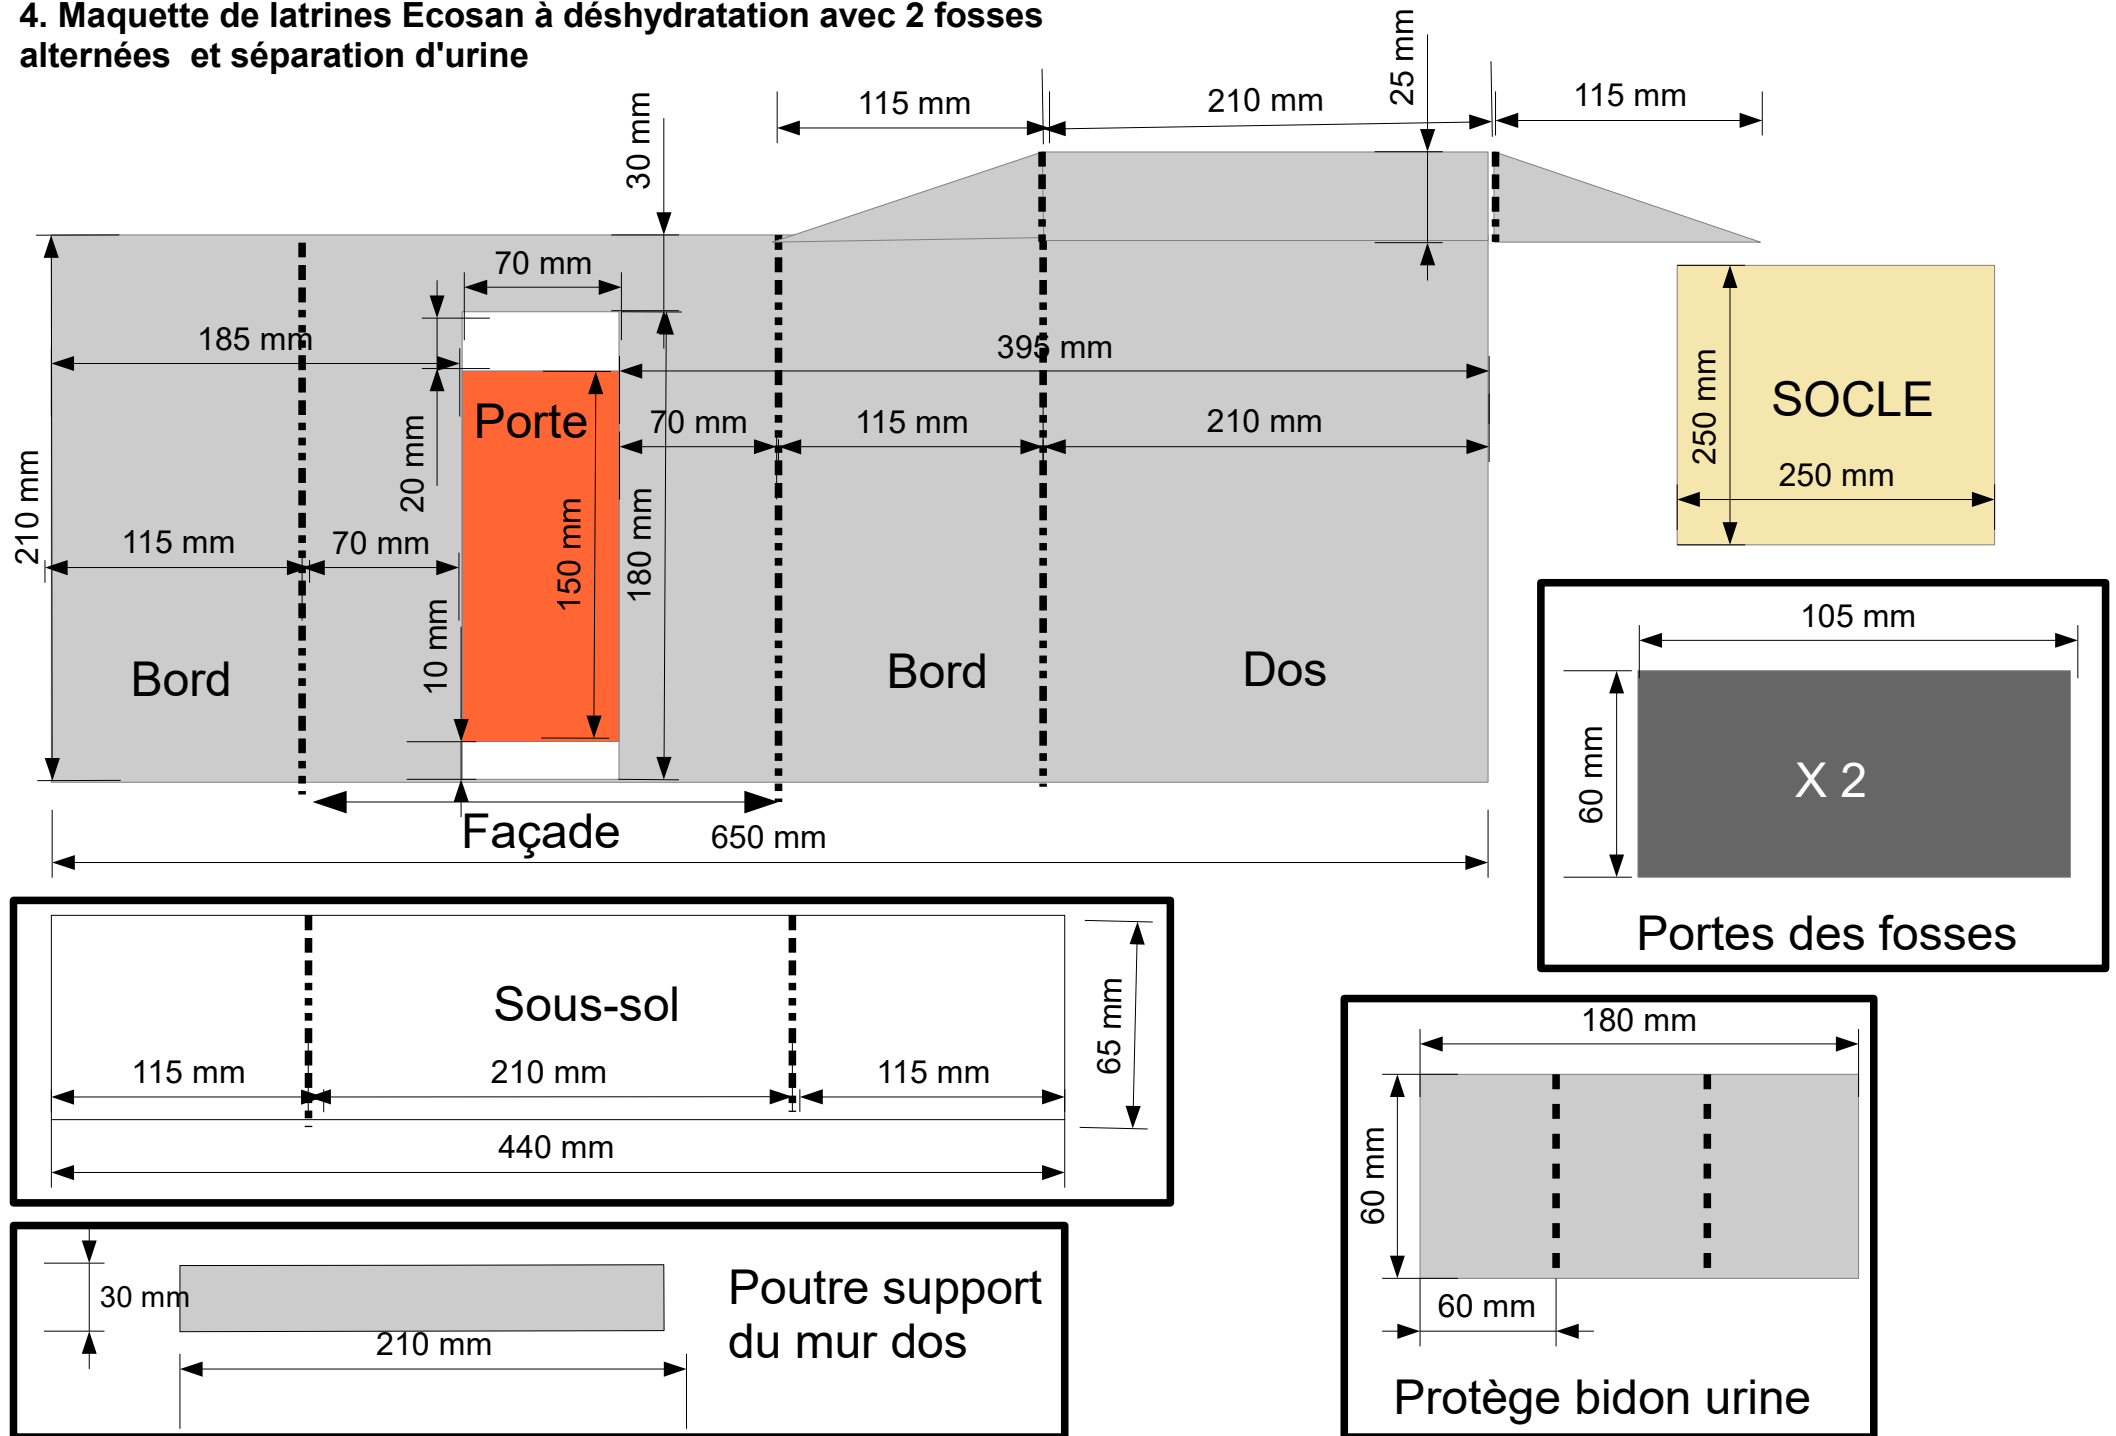 4. Maquette de latrines Ecosan à déshydratation avec 2 fosses
alternées et séparation d'urine
115 mm
210 mm
25 mm
115 mm
30 mm
70 mm
185 mm
395 mm
Porte
20 mm
70 mm
115 mm
210 mm
250 mm
SOCLE
250 mm
210 mm
115 mm
70 mm
150 mm
180 mm
10 mm
Bord
Bord
Dos
Façade
650 mm
105 mm
60 mm
X 2
Portes des fosses
Sous-sol
115 mm
210 mm
115 mm
65 mm
440 mm
30 mm
210 mm
Poutre support
du mur dos
180 mm
60 mm
60 mm
Protège bidon urine